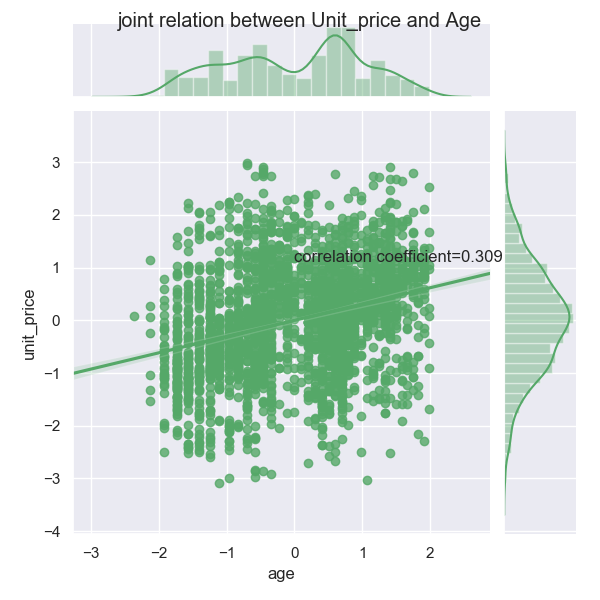 joint relation between Unit_price and Age
3
2
1
0
−1
−2
−3
−4
unit_price
correlation coefficient=0.309
−3 −2 −1 0 1 2
age